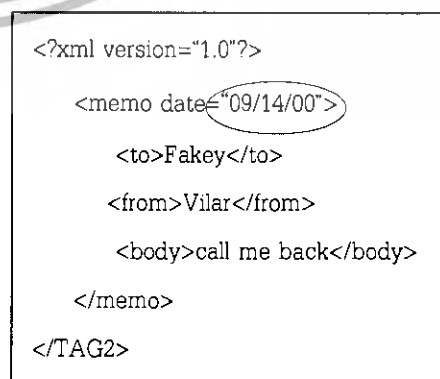 <?xml version="1.0"?>
<memo date="09/14/00">
<to>Fakey</to>
<from>Vilar</from>
<body>call me back</body>
</memo>
</TAG2>